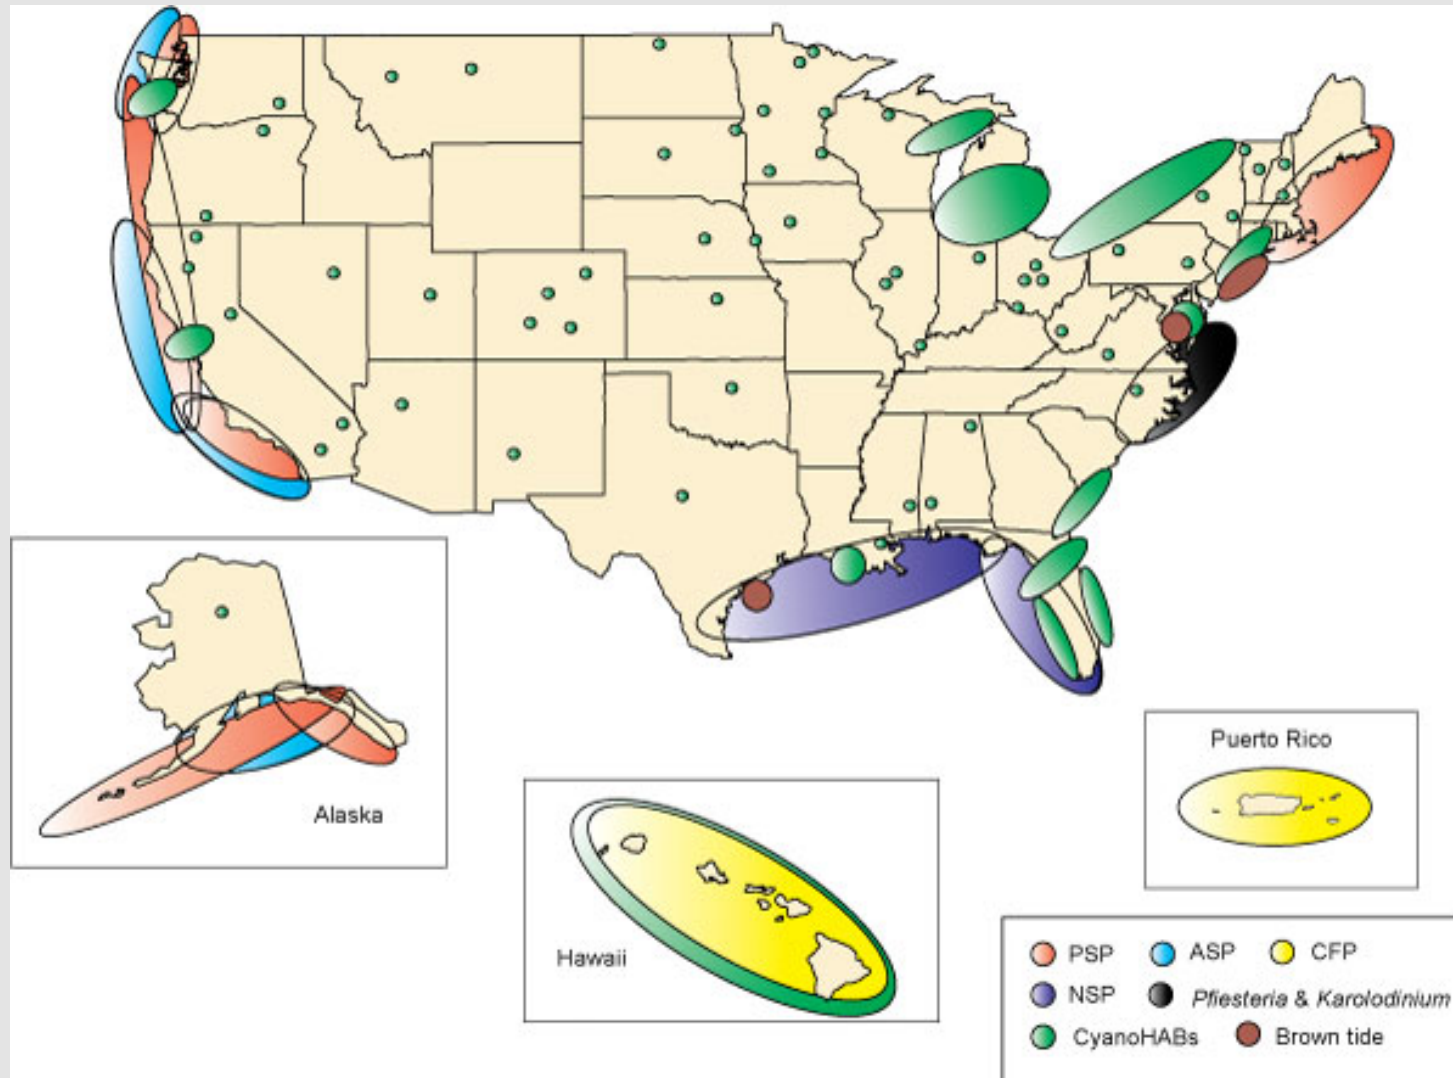 Alaska
Hawaii
Puerto Rico
PSP ASP CFP
NSP Pfiesteria & Karolodinium
CyanoHABs Brown tide